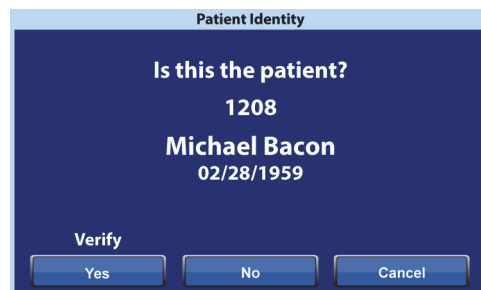 Patient Identity
Is this the patient?
1208
Michael Bacon
02/28/1959
Verify
Yes No Cancel